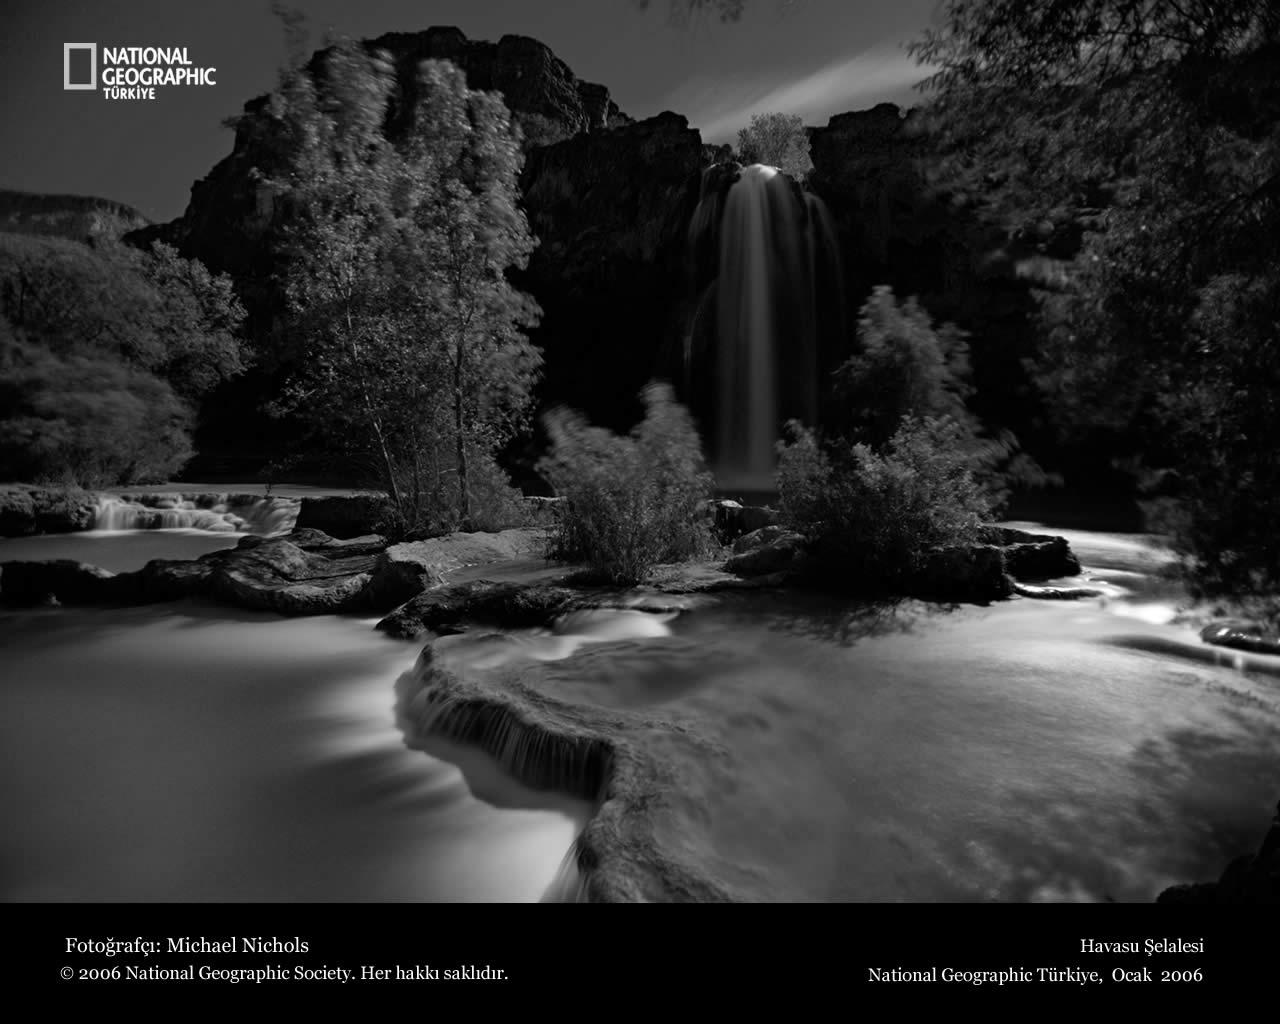 NATIONAL
GEOGRAPHIC
TÜRKİYE
Fotoğrafçı: Michael Nichols
© 2006 National Geographic Society. Her hakkı saklıdır.
Havasu Şelalesi
National Geographic Türkiye, Ocak 2006